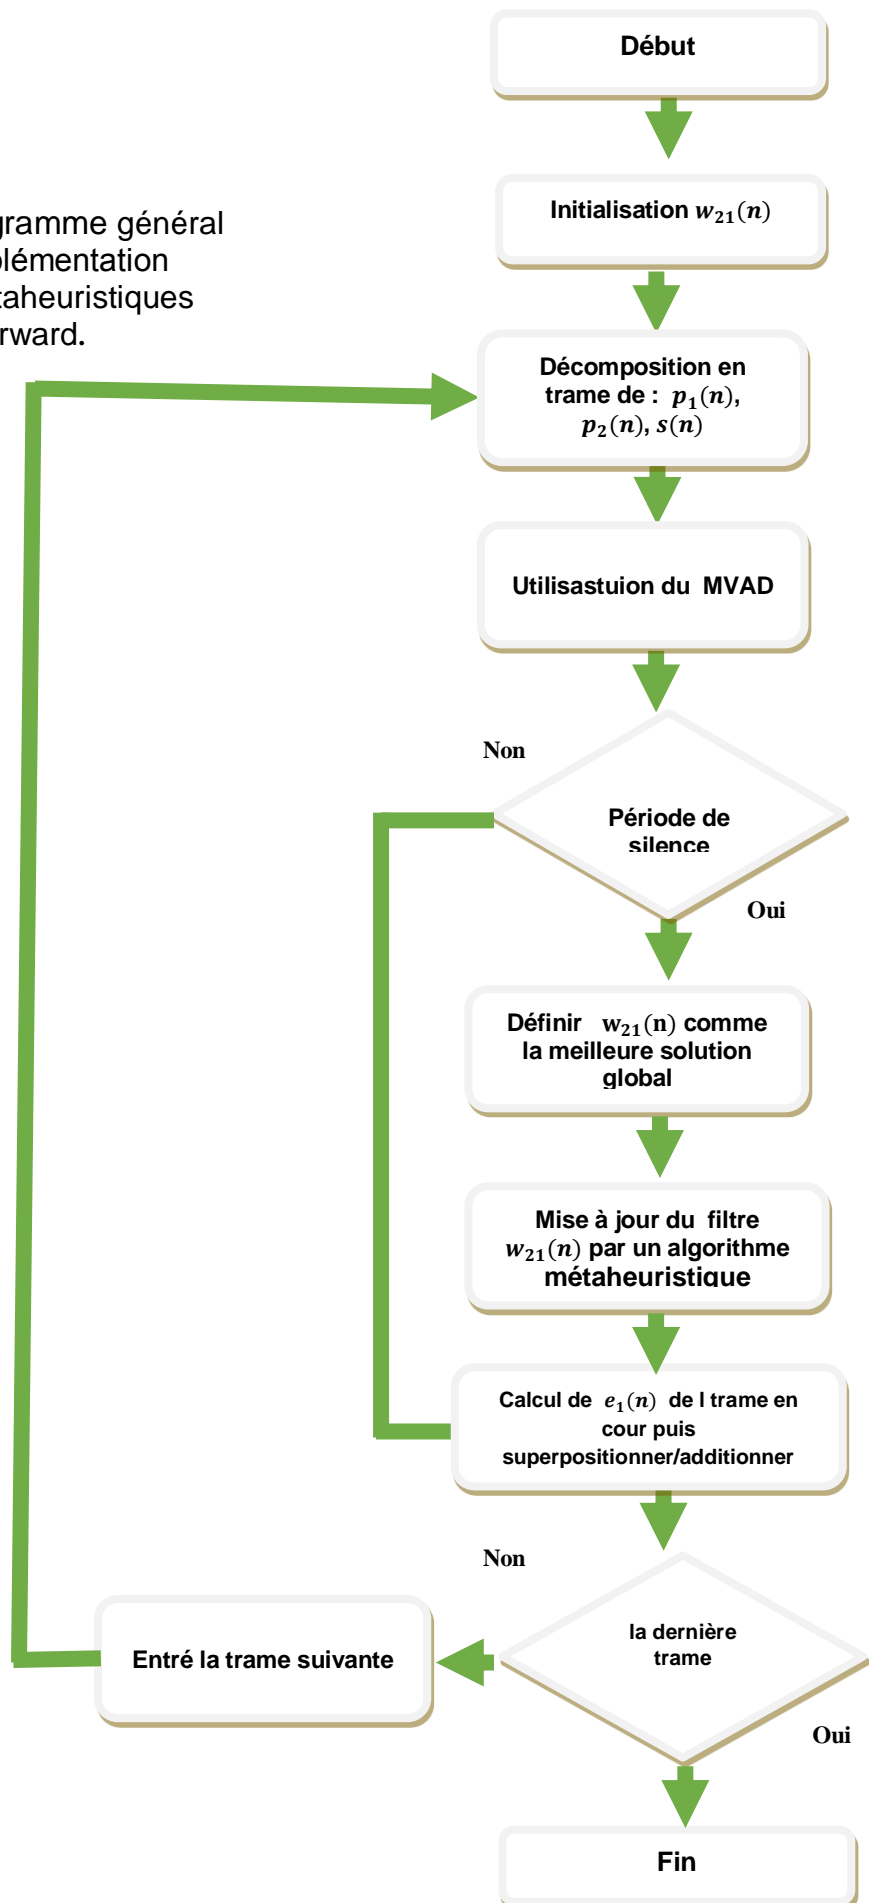 Début
Initialisation w₂₁(n)
gramme général
plémentation
taheuristiques
orward.
Décomposition en
trame de : p₁(n),
p₂(n), s(n)
Utilisastuion du MVAD
Non
Période de
silence
Oui
Définir w₂₁(n) comme
la meilleure solution
global
Mise à jour du filtre
w₂₁(n) par un algorithme
métaheuristique
Calcul de e₁(n) de l trame en
cour puis
superpositionner/additionner
Non
la dernière
trame
Entré la trame suivante
Oui
Fin